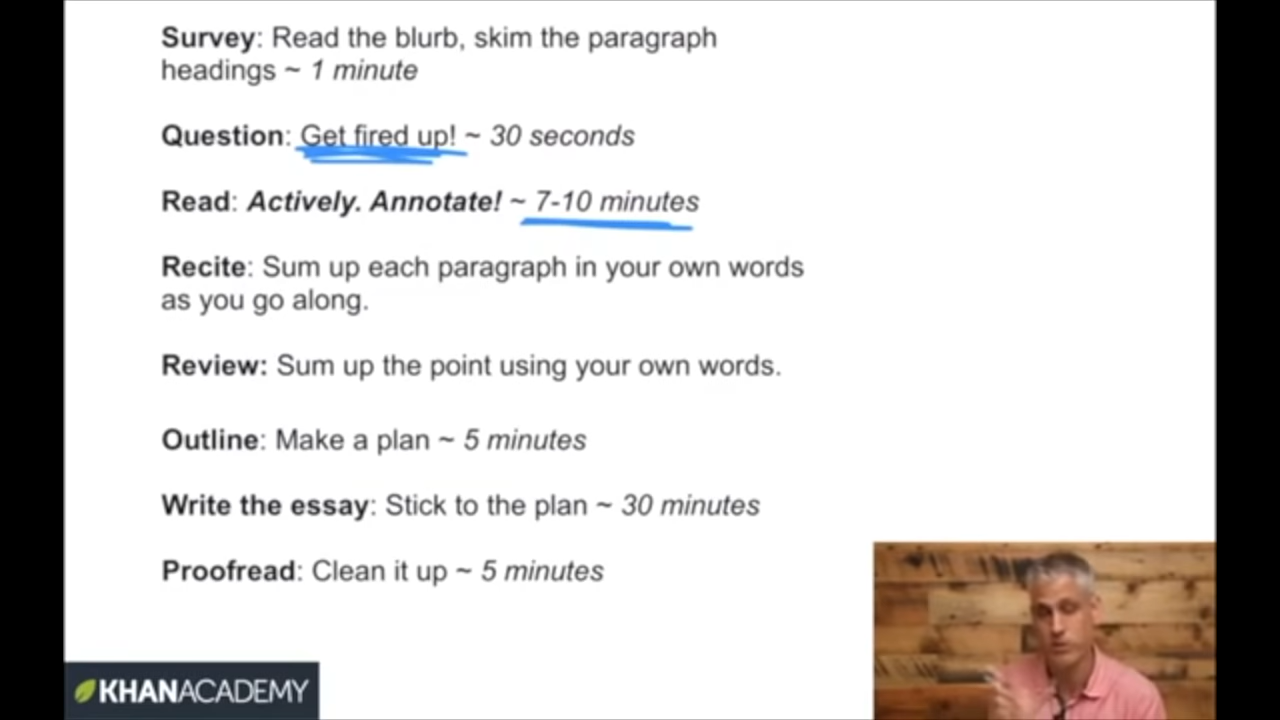 Survey: Read the blurb, skim the paragraph
headings ~ 1 minute
Question: Get fired up! ~ 30 seconds
Read: Actively. Annotate! ~ 7-10 minutes
Recite: Sum up each paragraph in your own words
as you go along.
Review: Sum up the point using your own words.
Outline: Make a plan ~ 5 minutes
Write the essay: Stick to the plan ~ 30 minutes
Proofread: Clean it up ~ 5 minutes
KHANACADEMY